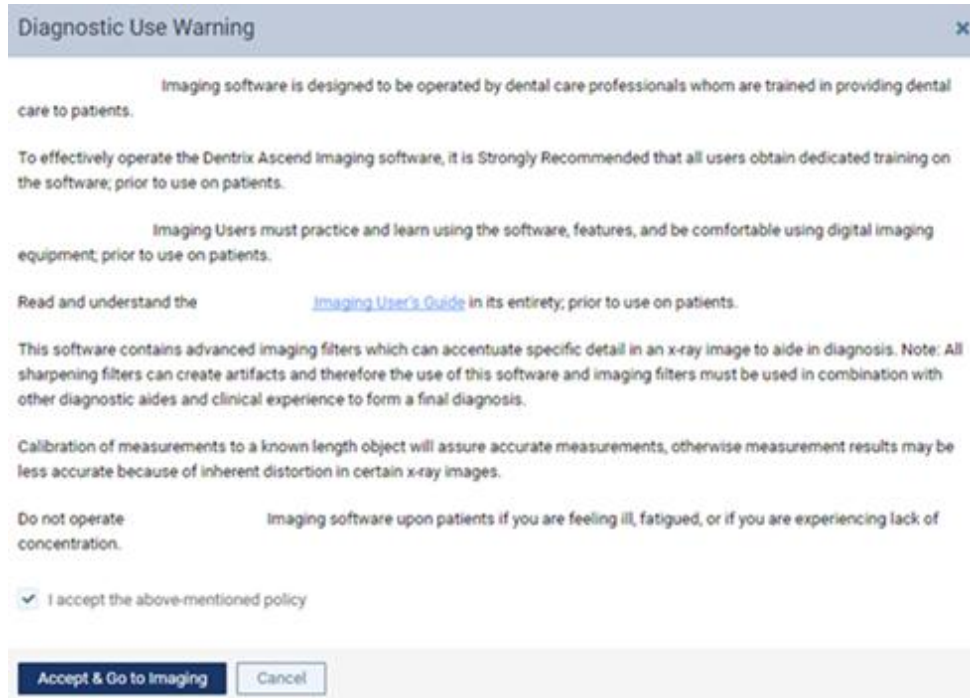 Diagnostic Use Warning
Imaging software is designed to be operated by dental care professionals whom are trained in providing dental
care to patients.
To effectively operate the Dentrix Ascend Imaging software, it is Strongly Recommended that all users obtain dedicated training on
the software; prior to use on patients.
Imaging Users must practice and learn using the software, features, and be comfortable using digital imaging
equipment; prior to use on patients.
Read and understand the Imaging User's Guide in its entirety; prior to use on patients.
This software contains advanced imaging filters which can accentuate specific detail in an x-ray image to aide in diagnosis. Note: All
sharpening filters can create artifacts and therefore the use of this software and imaging filters must be used in combination with
other diagnostic aides and clinical experience to form a final diagnosis.
Calibration of measurements to a known length object will assure accurate measurements, otherwise measurement results may be
less accurate because of inherent distortion in certain x-ray images.
Do not operate Imaging software upon patients if you are feeling ill, fatigued, or if you are experiencing lack of
concentration.
I accept the above-mentioned policy
Accept & Go to Imaging Cancel